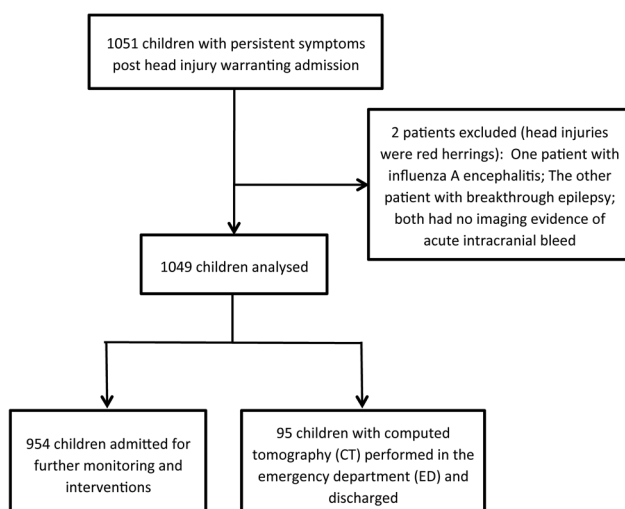 1051 children with persistent symptoms
post head injury warranting admission
2 patients excluded (head injuries
were red herrings): One patient with
influenza A encephalitis; The other
patient with breakthrough epilepsy;
both had no imaging evidence of
acute intracranial bleed
1049 children analysed
954 children admitted for
further monitoring and
interventions
95 children with computed
tomography (CT) performed in the
emergency department (ED) and
discharged